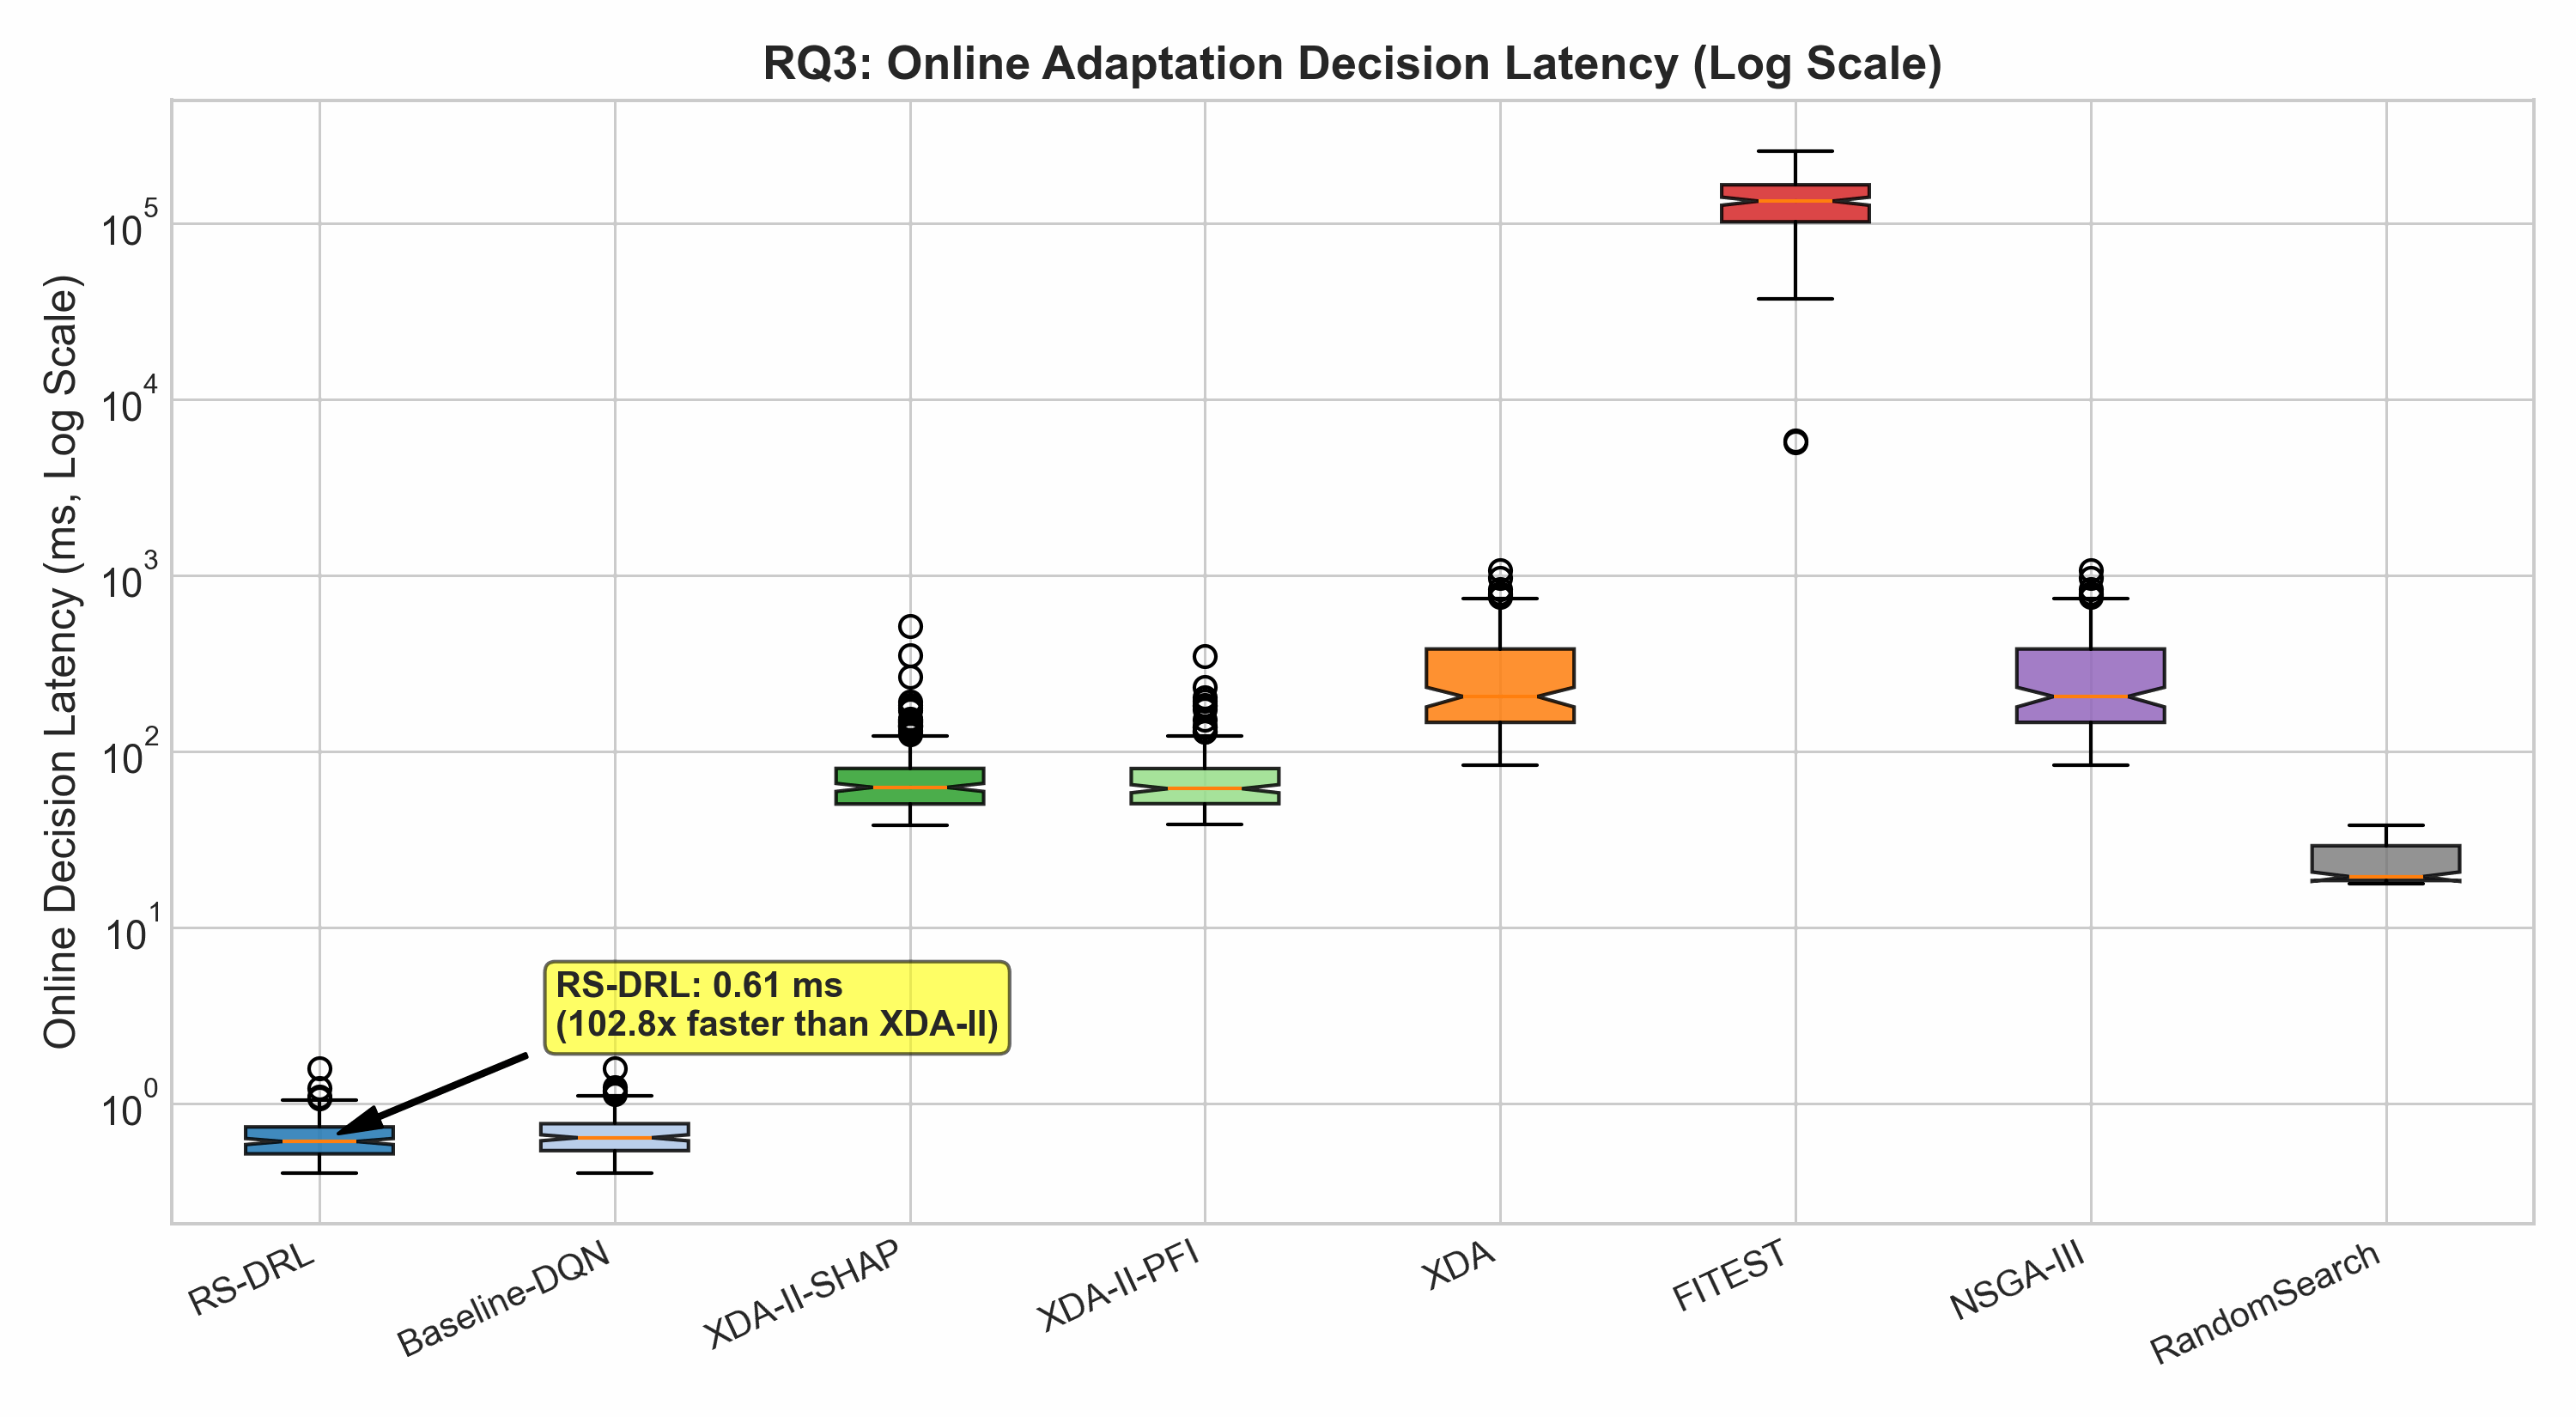 RQ3: Online Adaptation Decision Latency (Log Scale)
Online Decision Latency (ms, Log Scale)
10^5
10^4
10^3
10^2
10^1
10^0
RS-DRL: 0.61 ms
(102.8x faster than XDA-II)
RS-DRL
Baseline-DQN
XDA-II-SHAP
XDA-II-PFI
XDA
FITEST
NSGA-III
RandomSearch